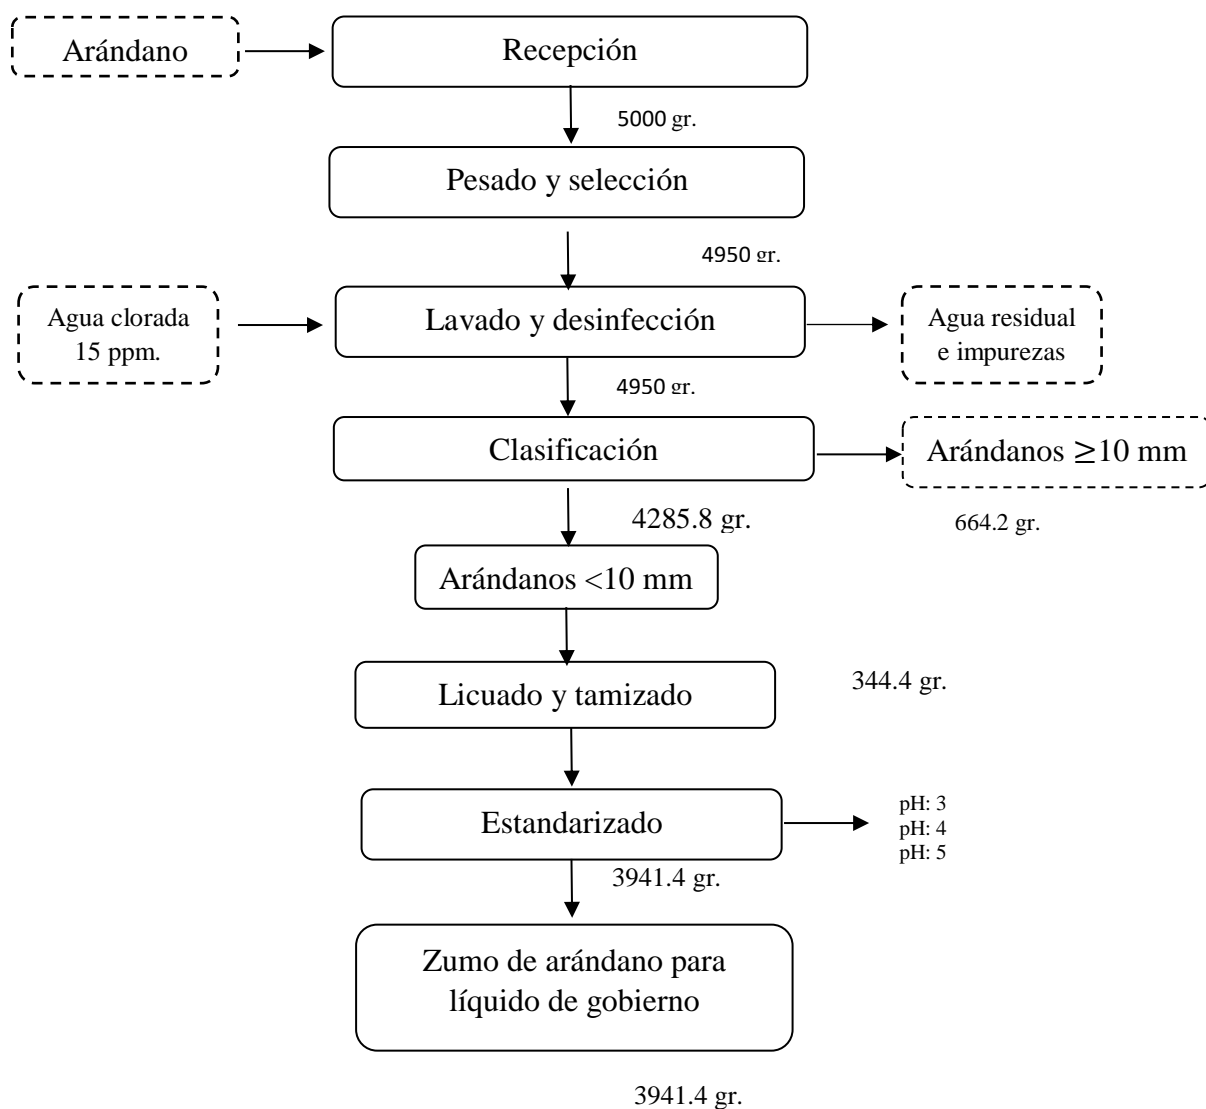 Arándano
Recepción
5000 gr.
Pesado y selección
4950 gr.
Agua clorada
15 ppm.
Lavado y desinfección
Agua residual
e impurezas
4950 gr.
Clasificación
Arándanos ≥10 mm
4285.8 gr.
664.2 gr.
Arándanos <10 mm
Licuado y tamizado
344.4 gr.
Estandarizado
pH: 3
pH: 4
pH: 5
3941.4 gr.
Zumo de arándano para
líquido de gobierno
3941.4 gr.